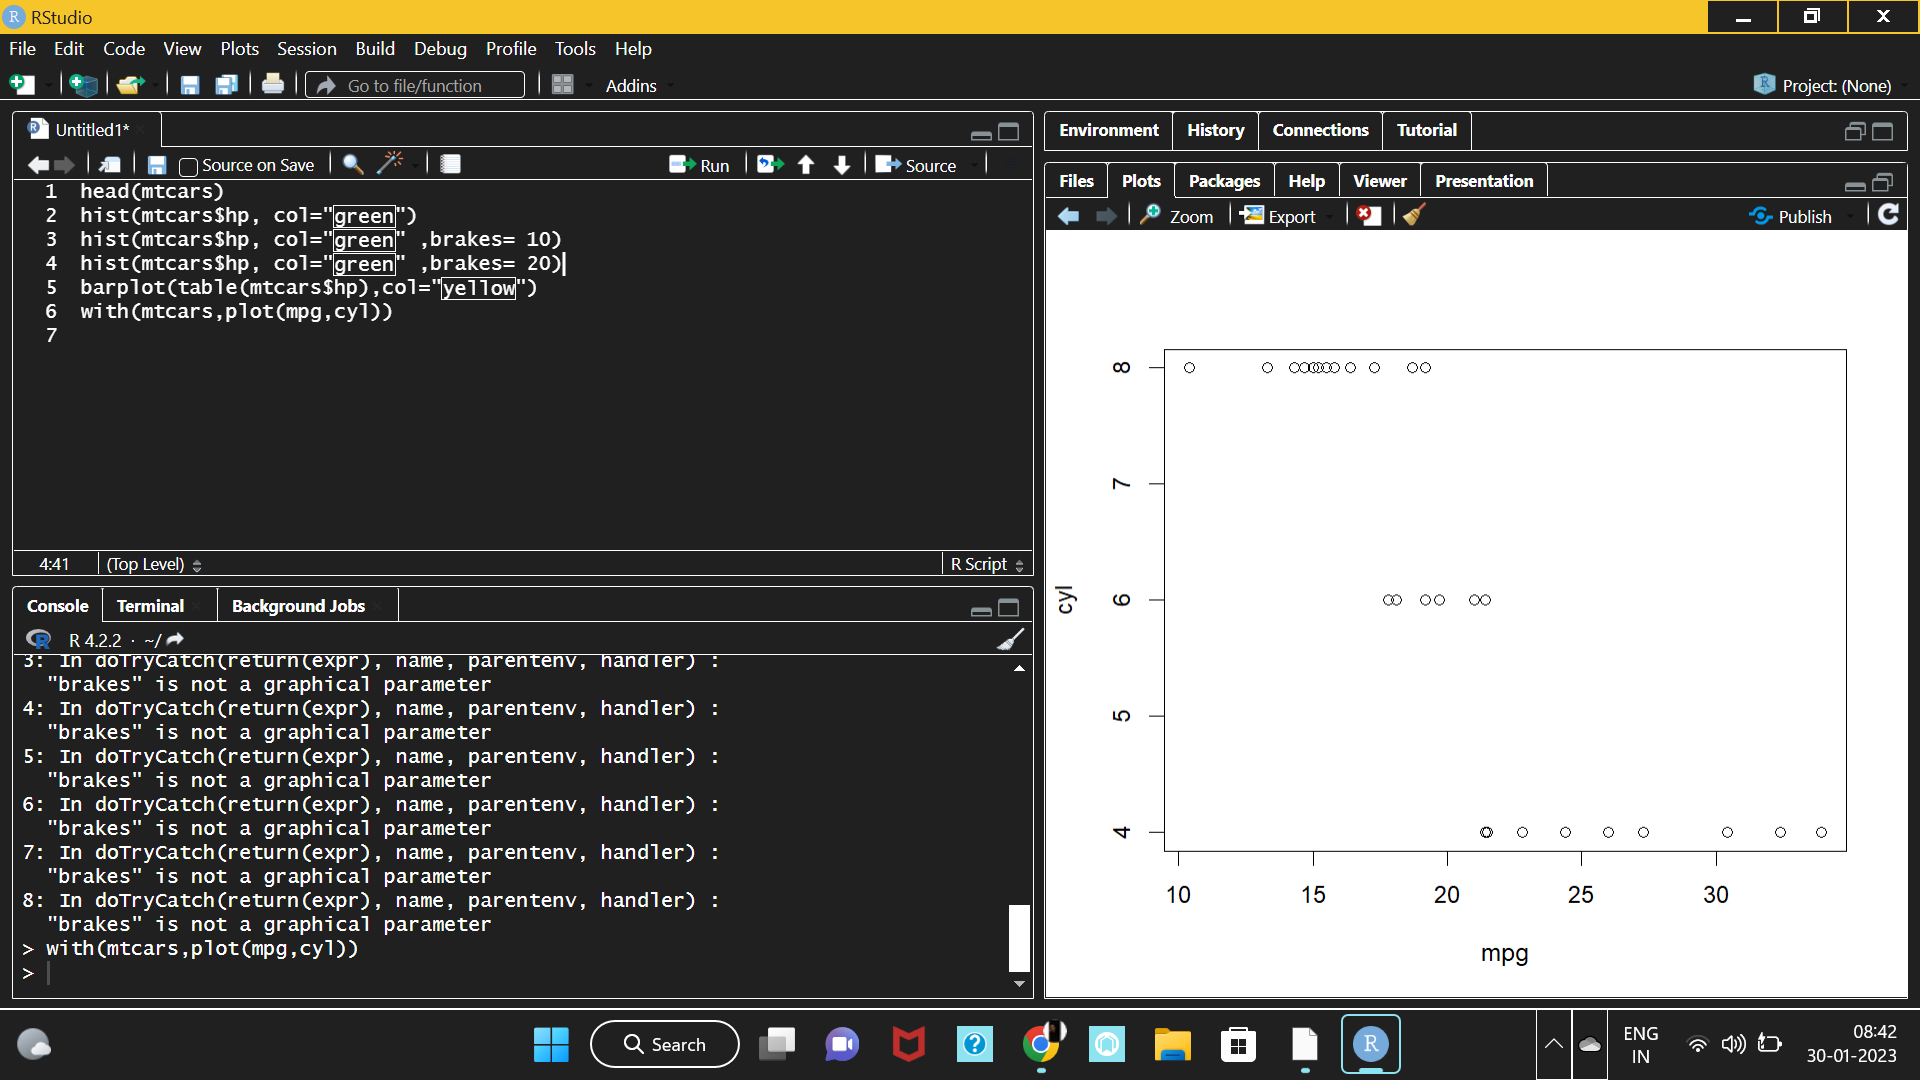 RStudio
File Edit Code View Plots Session Build Debug Profile Tools Help
Go to file/function Addins Project: (None)
Untitled1*
Source on Save Run Source
1 head(mtcars)
2 hist(mtcars$hp, col="green")
3 hist(mtcars$hp, col="green" ,brakes= 10)
4 hist(mtcars$hp, col="green" ,brakes= 20)
5 barplot(table(mtcars$hp),col="yellow")
6 with(mtcars,plot(mpg,cyl))
7
4:41 (Top Level) R Script
Console Terminal Background Jobs
R 4.2.2 · ~/
3: In doTryCatch(return(expr), name, parentenv, handler) :
"brakes" is not a graphical parameter
4: In doTryCatch(return(expr), name, parentenv, handler) :
"brakes" is not a graphical parameter
5: In doTryCatch(return(expr), name, parentenv, handler) :
"brakes" is not a graphical parameter
6: In doTryCatch(return(expr), name, parentenv, handler) :
"brakes" is not a graphical parameter
7: In doTryCatch(return(expr), name, parentenv, handler) :
"brakes" is not a graphical parameter
8: In doTryCatch(return(expr), name, parentenv, handler) :
"brakes" is not a graphical parameter
> with(mtcars,plot(mpg,cyl))
>
Environment History Connections Tutorial
Files Plots Packages Help Viewer Presentation
Zoom Export Publish
8
7
6
5
4
cyl
10 15 20 25 30
mpg
Search
ENG
IN
08:42
30-01-2023